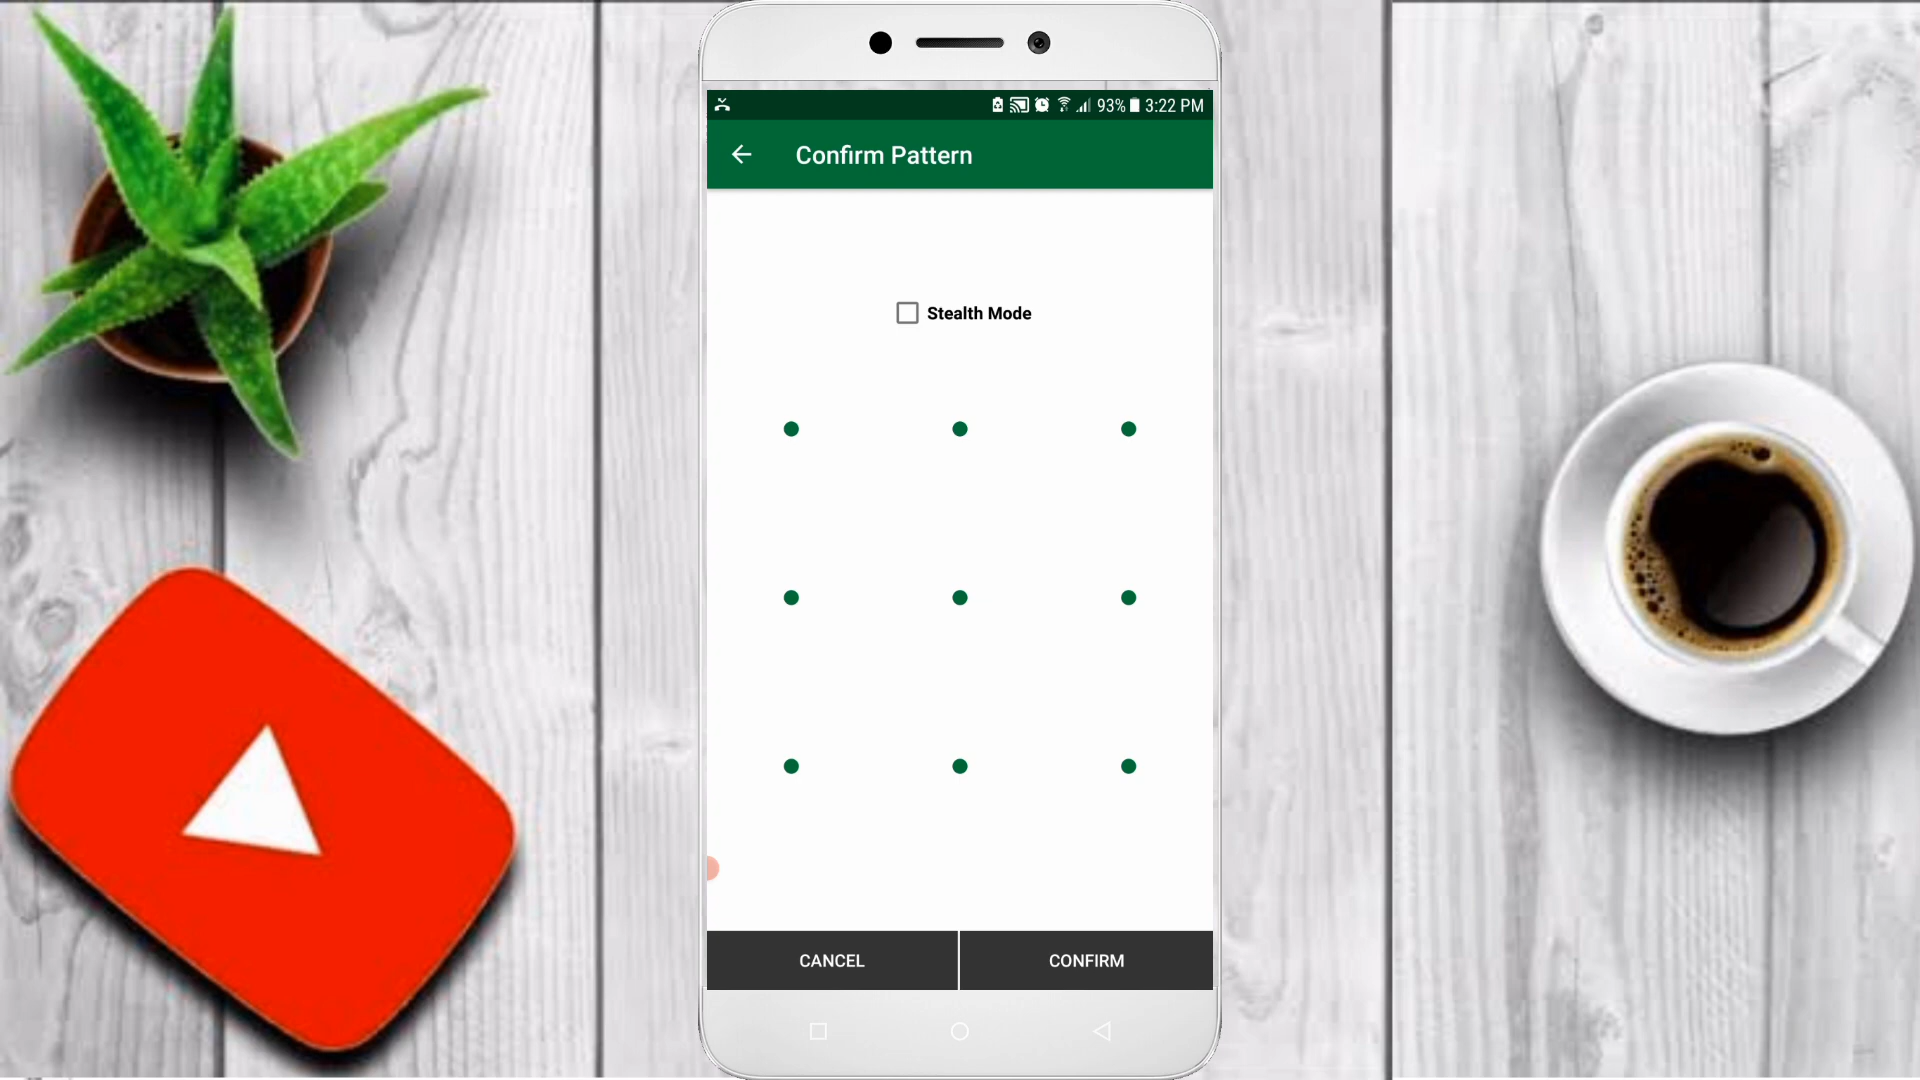 93% 3:22 PM
Confirm Pattern
Stealth Mode
CANCEL
CONFIRM